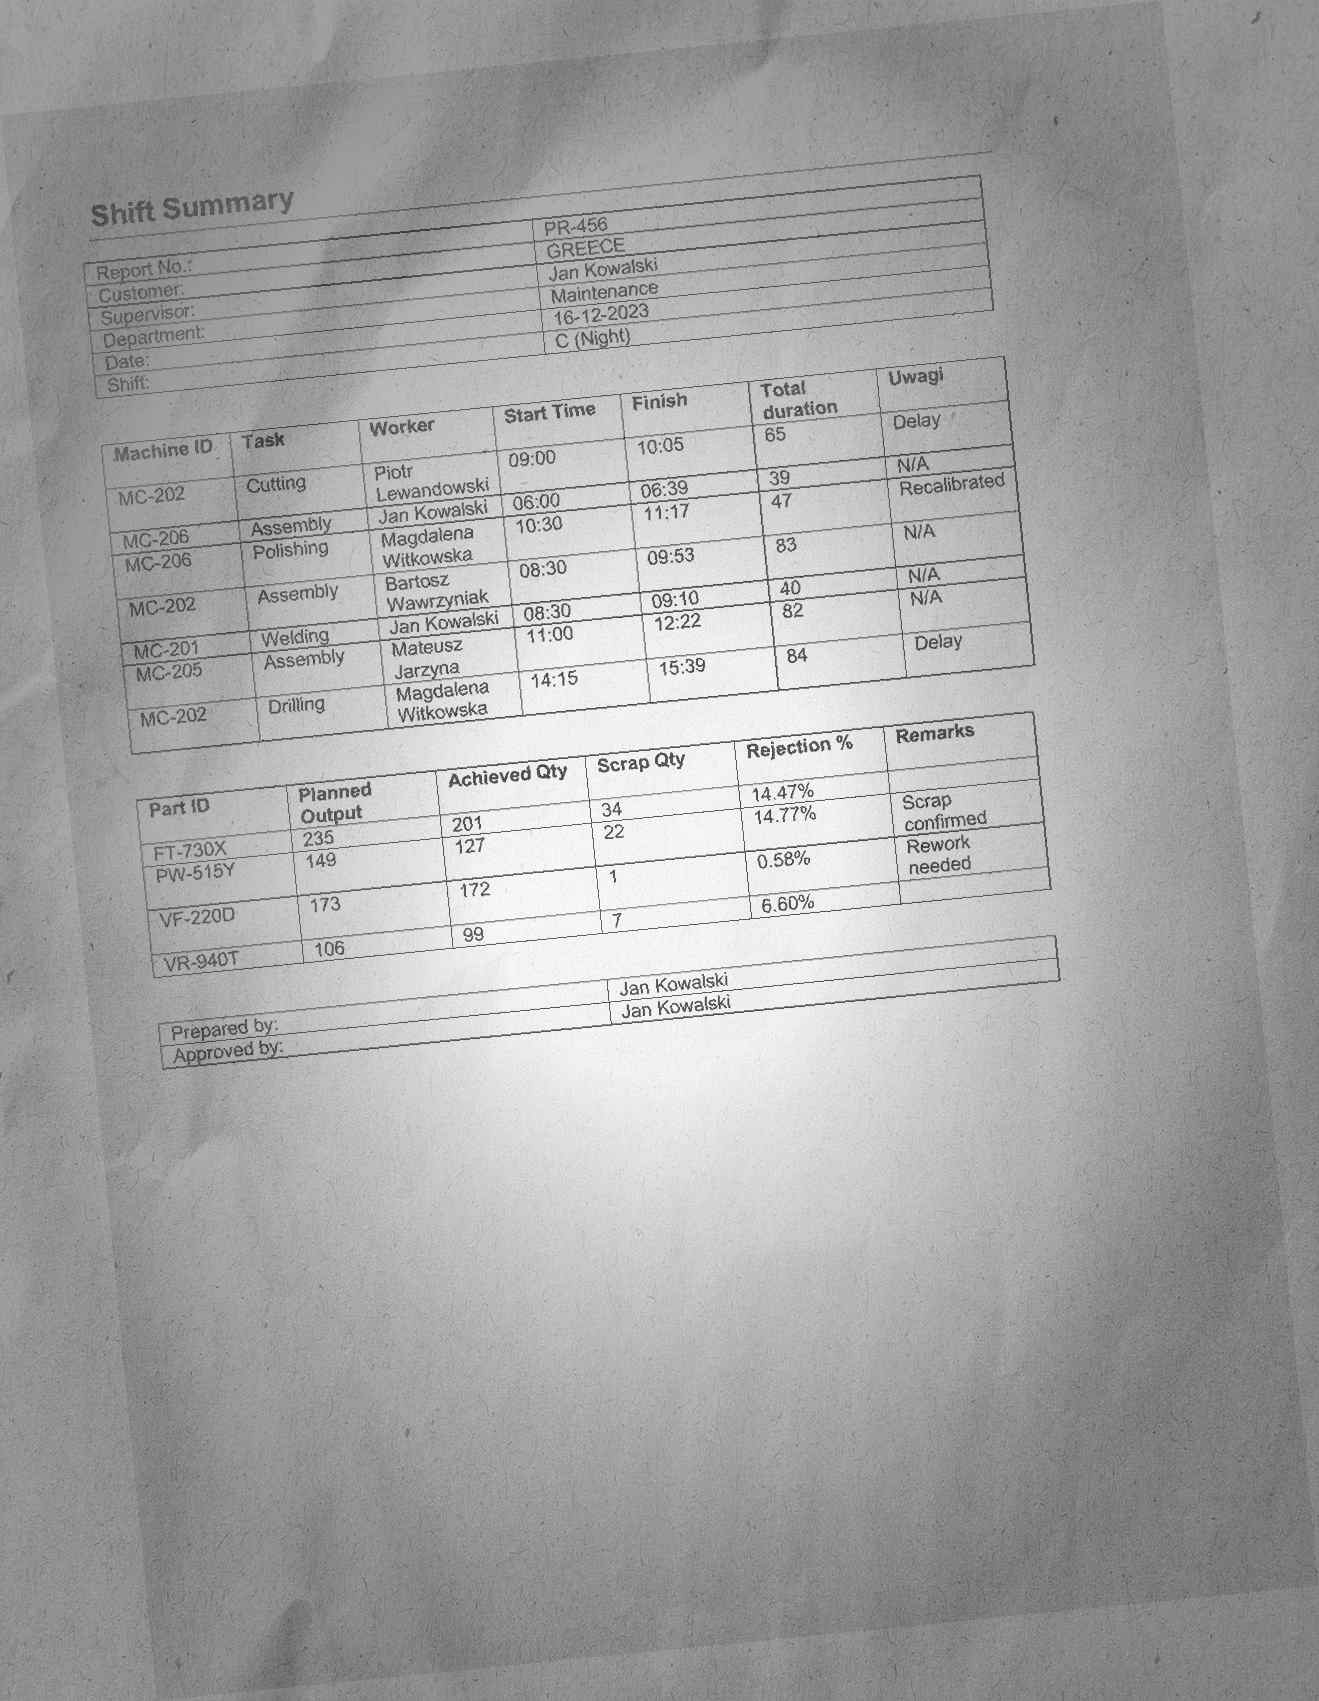 Shift Summary
Report No.: PR-456
Customer: GREECE
Supervisor: Jan Kowalski
Department: Maintenance
Date: 16-12-2023
Shift: C (Night)
Machine ID Task Worker Start Time Finish Total duration Uwagi
MC-202 Cutting Piotr Lewandowski 09:00 10:05 65 Delay
MC-206 Assembly Jan Kowalski 06:00 06:39 39 N/A
MC-206 Polishing Magdalena Witkowska 10:30 11:17 47 Recalibrated
MC-202 Assembly Bartosz Wawrzyniak 08:30 09:53 83 N/A
MC-201 Welding Jan Kowalski 08:30 09:10 40 N/A
MC-205 Assembly Mateusz Jarzyna 11:00 12:22 82 N/A
MC-202 Drilling Magdalena Witkowska 14:15 15:39 84 Delay
Part ID Planned Output Achieved Qty Scrap Qty Rejection % Remarks
FT-730X 235 201 34 14.47%
PW-515Y 149 127 22 14.77% Scrap confirmed
VF-220D 173 172 1 0.58% Rework needed
VR-940T 106 99 7 6.60%
Prepared by: Jan Kowalski
Approved by: Jan Kowalski